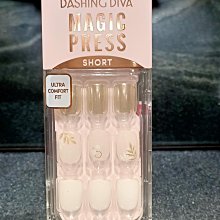 DASHING DIVA
MAGIC
PRESS
SHORT
ULTRA
COMFORT
FIT